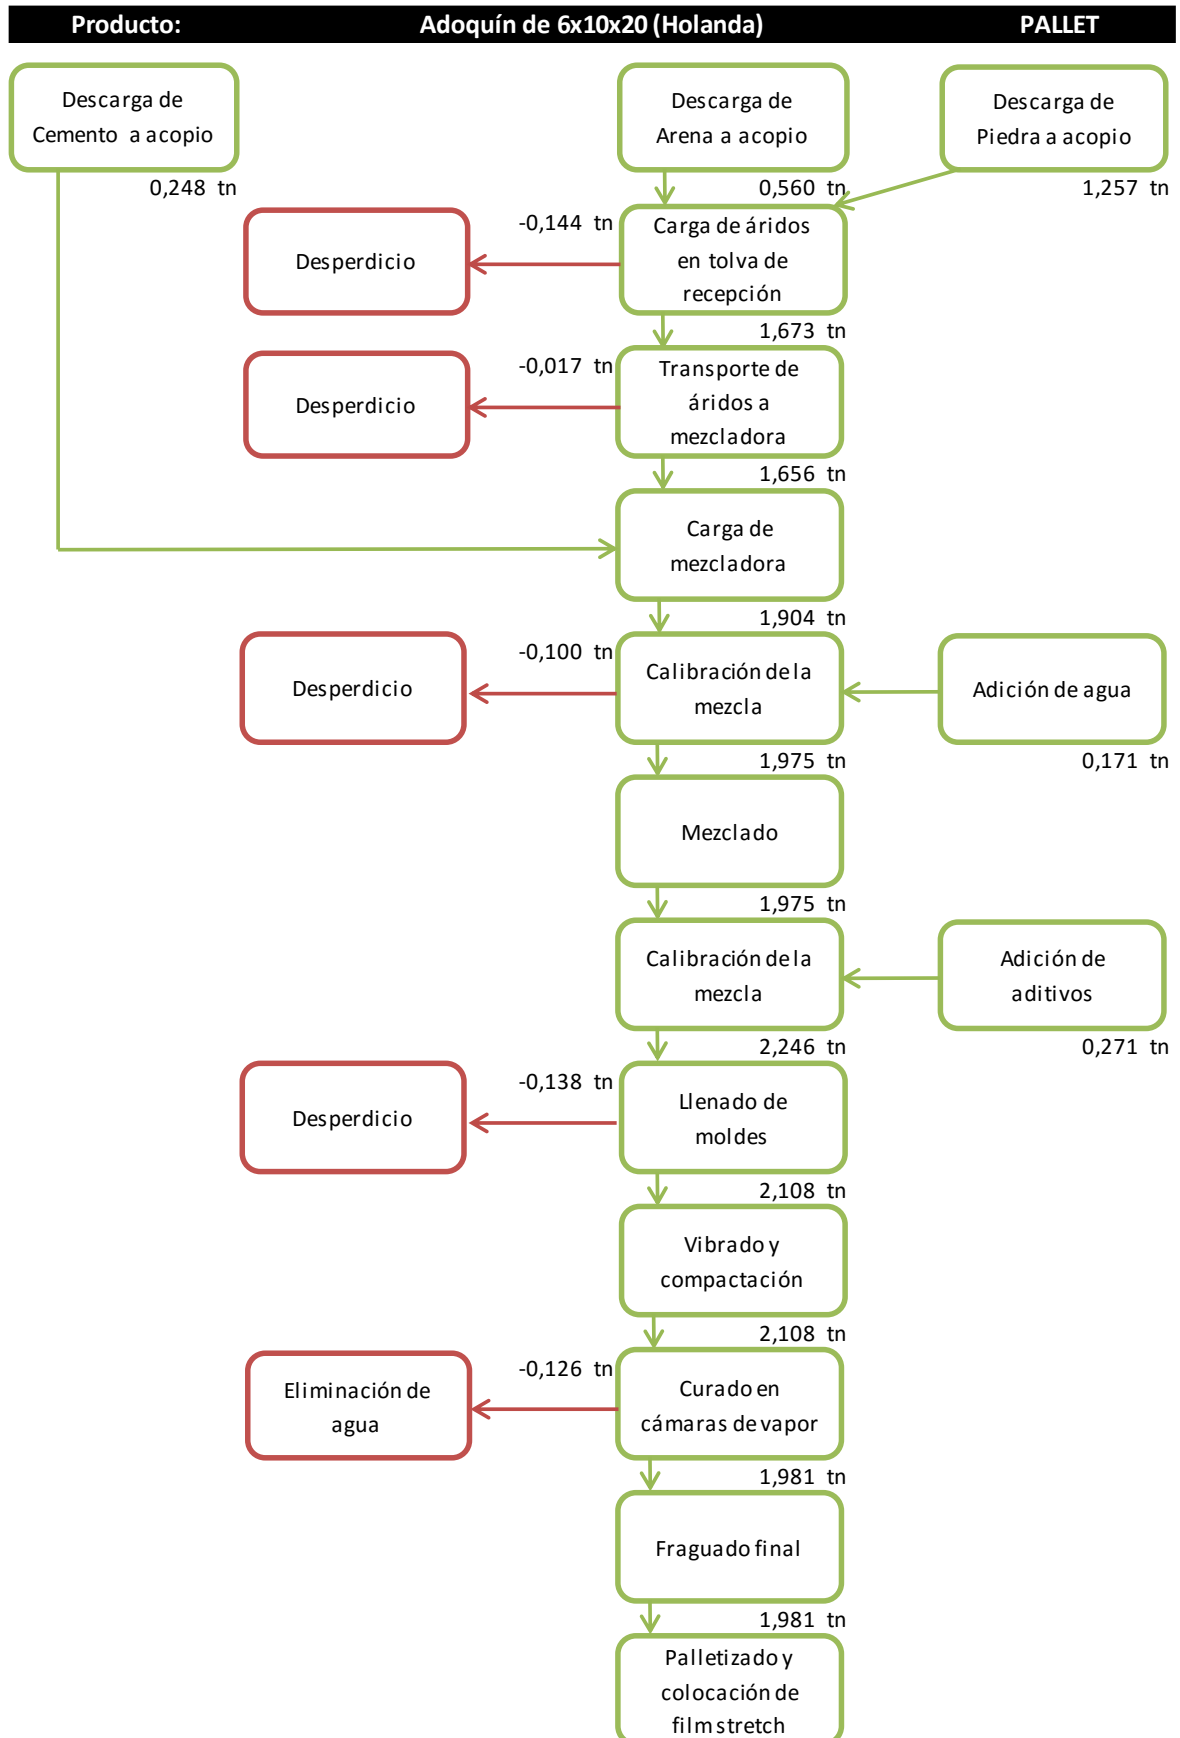 Producto: Adoquín de 6x10x20 (Holanda) PALLET
Descarga de
Cemento a acopio
Descarga de
Arena a acopio
Descarga de
Piedra a acopio
0,248 tn
0,560 tn
1,257 tn
Desperdicio
-0,144 tn
Carga de áridos
en tolva de
recepción
1,673 tn
Desperdicio
-0,017 tn
Transporte de
áridos a
mezcladora
1,656 tn
Carga de
mezcladora
1,904 tn
Desperdicio
-0,100 tn
Calibración de la
mezcla
Adición de agua
1,975 tn
0,171 tn
Mezclado
1,975 tn
Calibración de la
mezcla
Adición de
aditivos
2,246 tn
0,271 tn
Desperdicio
-0,138 tn
Llenado de
moldes
2,108 tn
Vibrado y
compactación
2,108 tn
Eliminación de
agua
-0,126 tn
Curado en
cámaras de vapor
1,981 tn
Fraguado final
1,981 tn
Palletizado y
colocación de
film stretch